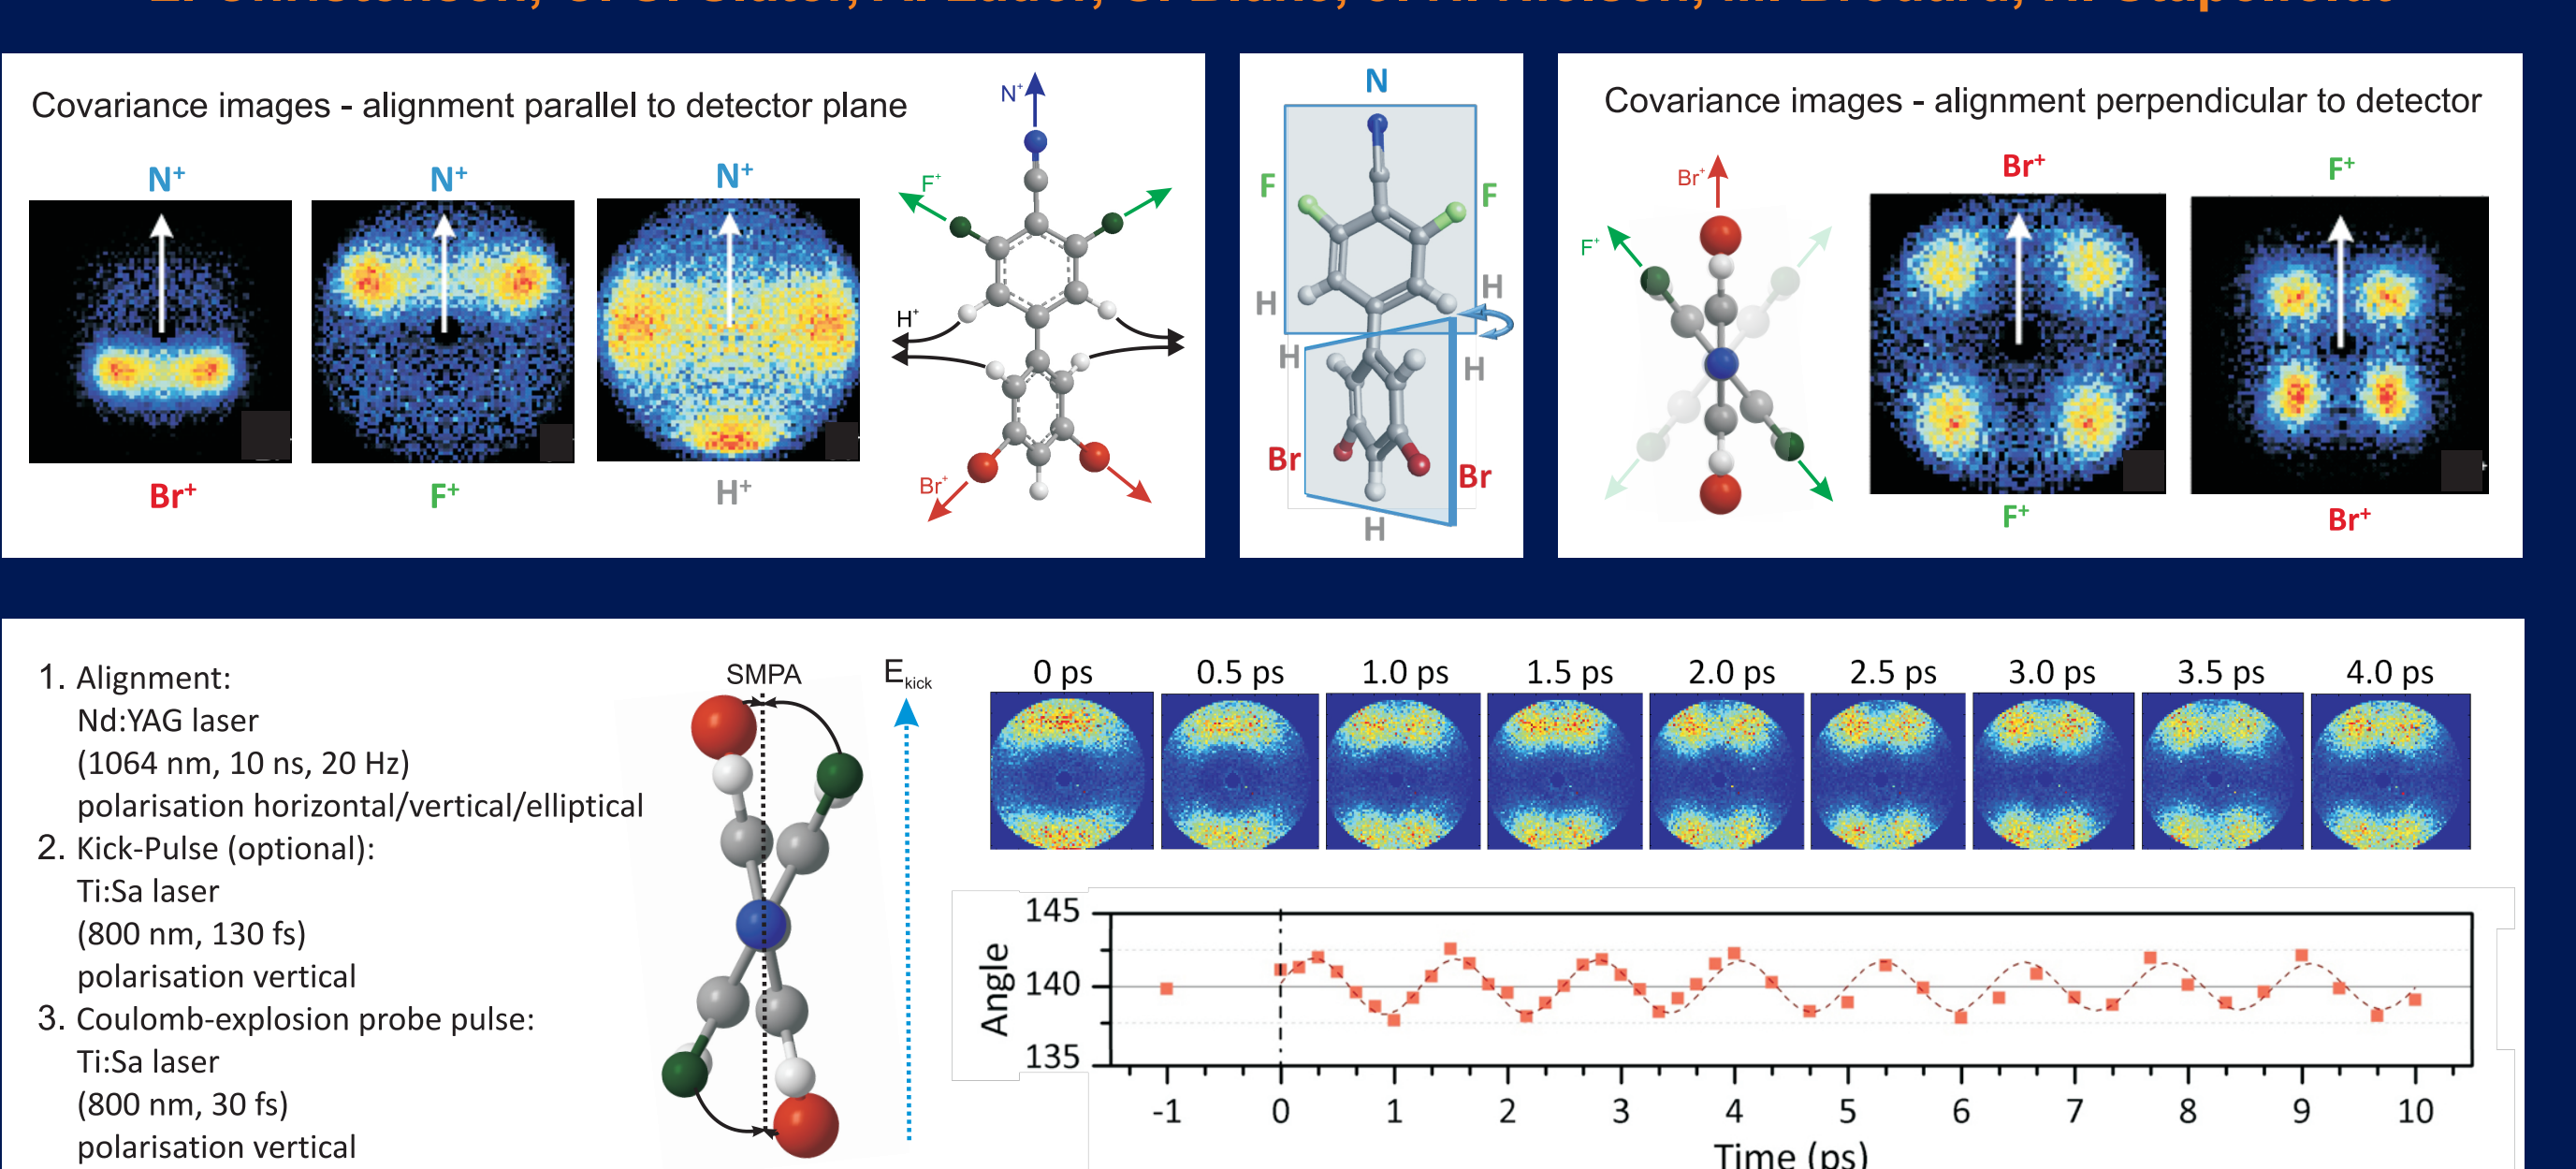 Covariance images - alignment parallel to detector plane
N⁺
N⁺
N⁺
Br⁺
F⁺
H⁺
N⁺
F⁺
H⁺
Br⁺
N
F
F
H
H
H
H
Br
Br
H
Covariance images - alignment perpendicular to detector
Br⁺
F⁺
Br⁺
F⁺
F⁺
Br⁺
1. Alignment:
Nd:YAG laser
(1064 nm, 10 ns, 20 Hz)
polarisation horizontal/vertical/elliptical
2. Kick-Pulse (optional):
Ti:Sa laser
(800 nm, 130 fs)
polarisation vertical
3. Coulomb-explosion probe pulse:
Ti:Sa laser
(800 nm, 30 fs)
polarisation vertical
SMPA
E kick
0 ps 0.5 ps 1.0 ps 1.5 ps 2.0 ps 2.5 ps 3.0 ps 3.5 ps 4.0 ps
Angle
145
140
135
-1 0 1 2 3 4 5 6 7 8 9 10
Time (ps)